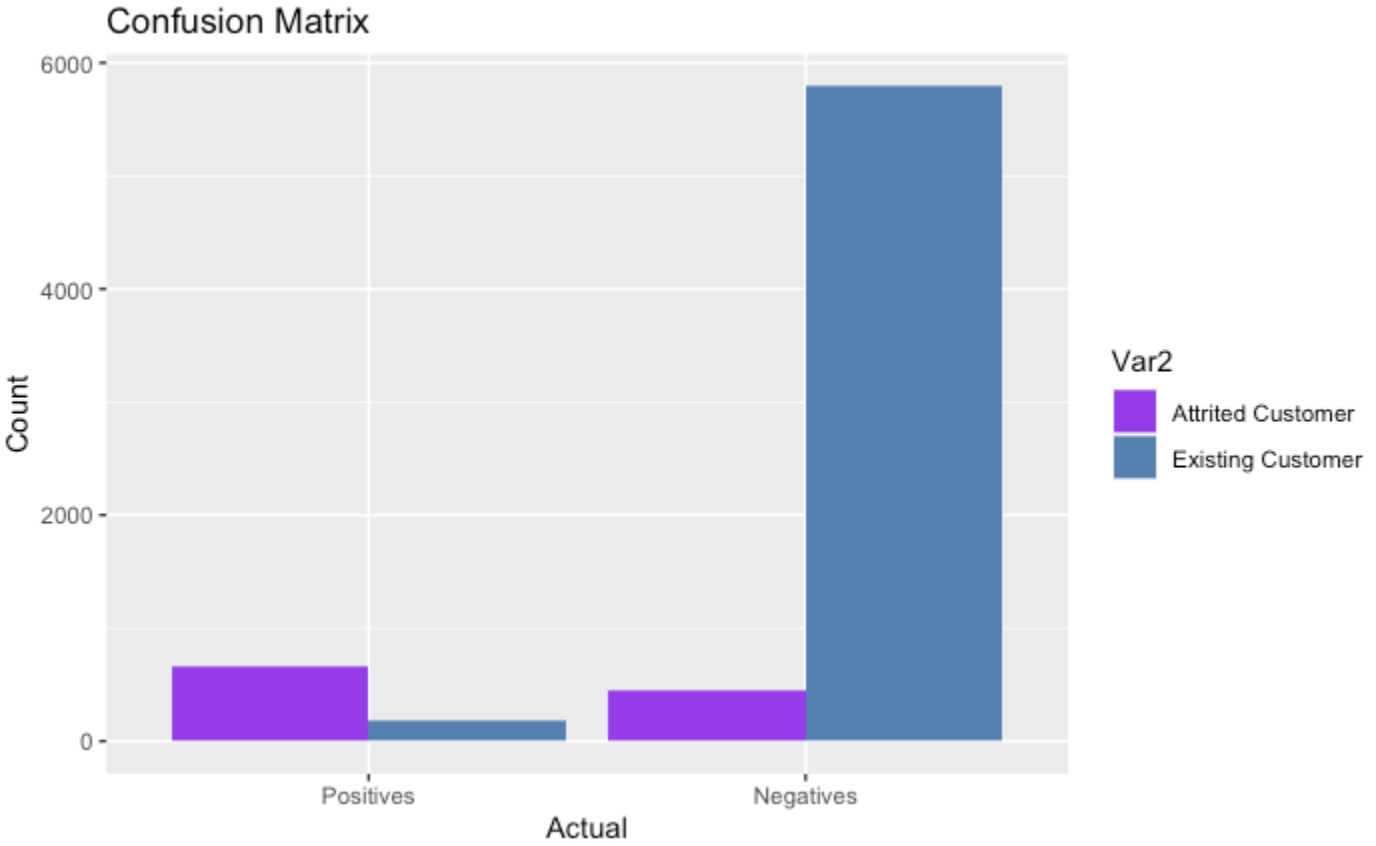 Confusion Matrix
6000
4000
2000
0
Count
Positives
Negatives
Actual
Var2
Attrited Customer
Existing Customer